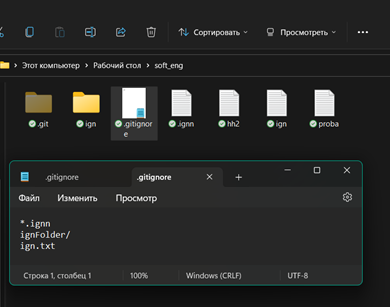 Сортировать
Просмотреть
Этот компьютер
Рабочий стол
soft_eng
.git
ign
.gitignor
e
.ignn
hh2
ign
proba
.gitignore
.gitignore
Файл
Изменить
Просмотр
*.ignn
ignFolder/
ign.txt
Строка 1, столбец 1
100%
Windows (CRLF)
UTF-8